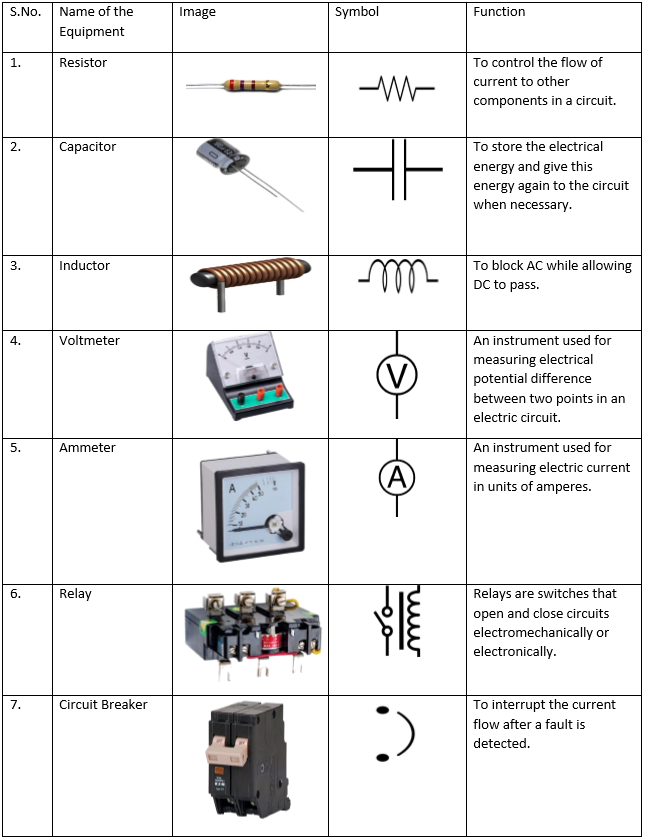 S.No.
Name of the
Equipment
Image
Symbol
Function
1.
Resistor
To control the flow of
current to other
components in a circuit.
2.
Capacitor
To store the electrical
energy and give this
energy again to the circuit
when necessary.
3.
Inductor
To block AC while allowing
DC to pass.
4.
Voltmeter
V
An instrument used for
measuring electrical
potential difference
between two points in an
electric circuit.
5.
Ammeter
A
A
An instrument used for
measuring electric current
in units of amperes.
6.
Relay
Relays are switches that
open and close circuits
electromechanically or
electronically.
7.
Circuit Breaker
To interrupt the current
flow after a fault is
detected.